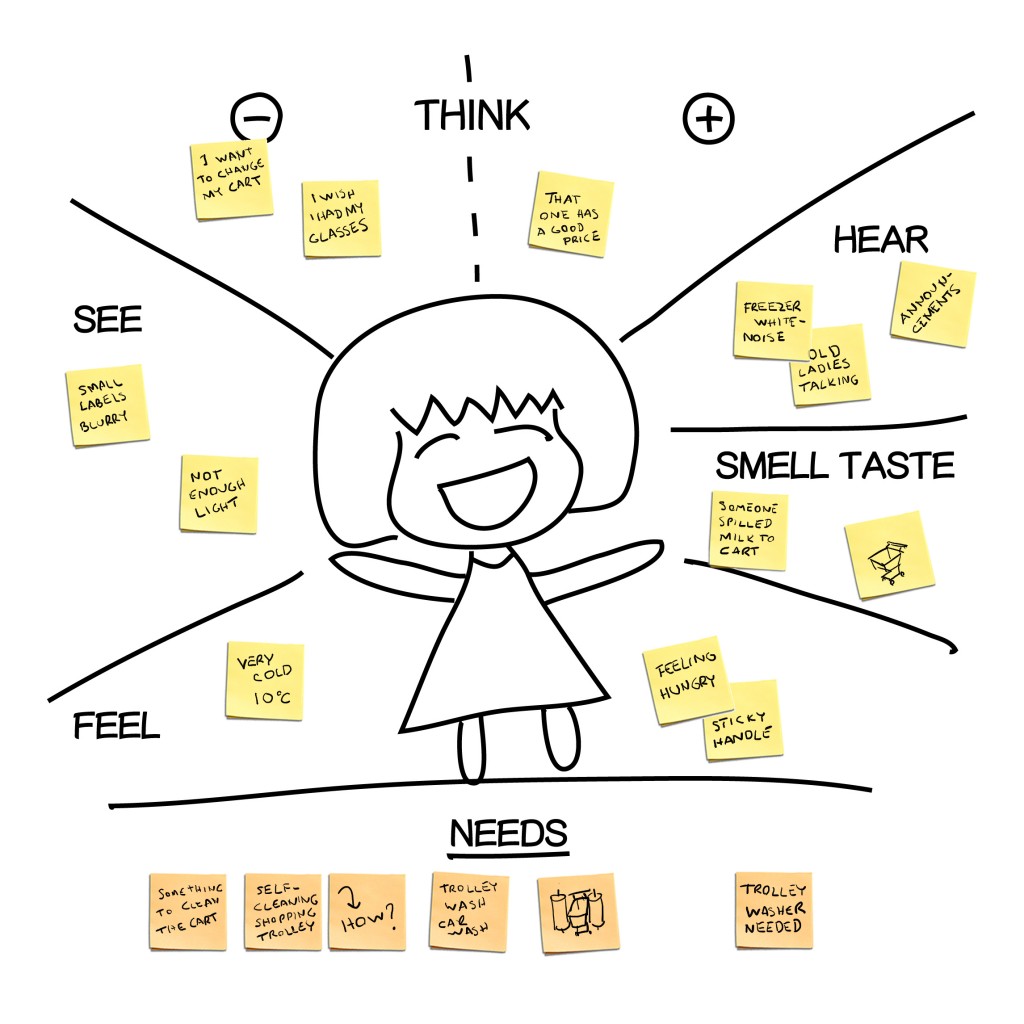 THINK
I WANT
TO CHANGE
MY CART
I WISH
I HAD MY
GLASSES
THAT
ONE HAS
A GOOD
PRICE
HEAR
FREEZER
WHITE-
NOISE
OLD
LADIES
TALKING
ANNOUN-
CEMENTS
SEE
SMALL
LABELS
BLURRY
NOT
ENOUGH
LIGHT
SMELL TASTE
SOMEONE
SPILLED
MILK TO
CART
FEEL
VERY
COLD
10°C
FEELING
HUNGRY
STICKY
HANDLE
NEEDS
SOMETHING
TO CLEAN
THE CART
SELF-
CLEANING
SHOPPING
TROLLEY
HOW?
TROLLEY
WASH
CAR
WASH
TROLLEY
WASHER
NEEDED